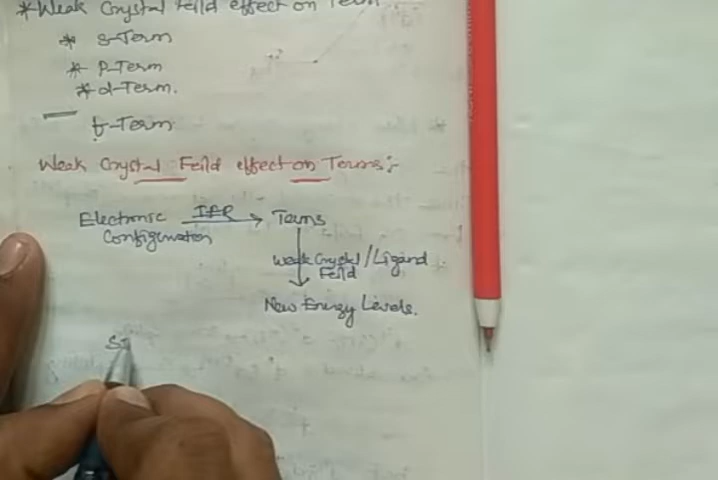 * Weak Crystal Feild effect on Term
* S-Term
* P-Term
* d-Term.
f-Term
Weak Crystal Feild effect on Terms:-
Electronic Configuration IER Terms
Weak Crystal / Ligand Feild
New Energy Levels.
S-